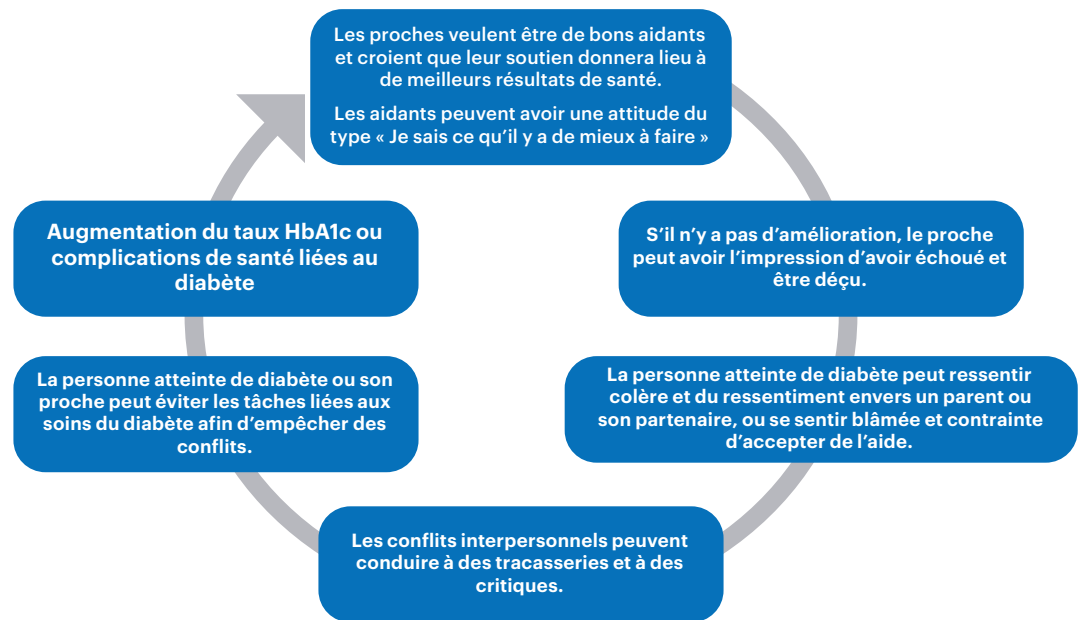 Les proches veulent être de bons aidants
et croient que leur soutien donnera lieu à
de meilleurs résultats de santé.
Les aidants peuvent avoir une attitude du
type « Je sais ce qu’il y a de mieux à faire »
S’il n’y a pas d’amélioration, le proche
peut avoir l’impression d’avoir échoué et
être déçu.
La personne atteinte de diabète peut ressentir
colère et du ressentiment envers un parent ou
son partenaire, ou se sentir blâmée et contrainte
d’accepter de l’aide.
Les conflits interpersonnels peuvent
conduire à des tracasseries et à des
critiques.
La personne atteinte de diabète ou son
proche peut éviter les tâches liées aux
soins du diabète afin d’empêcher des
conflits.
Augmentation du taux HbA1c ou
complications de santé liées au
diabète